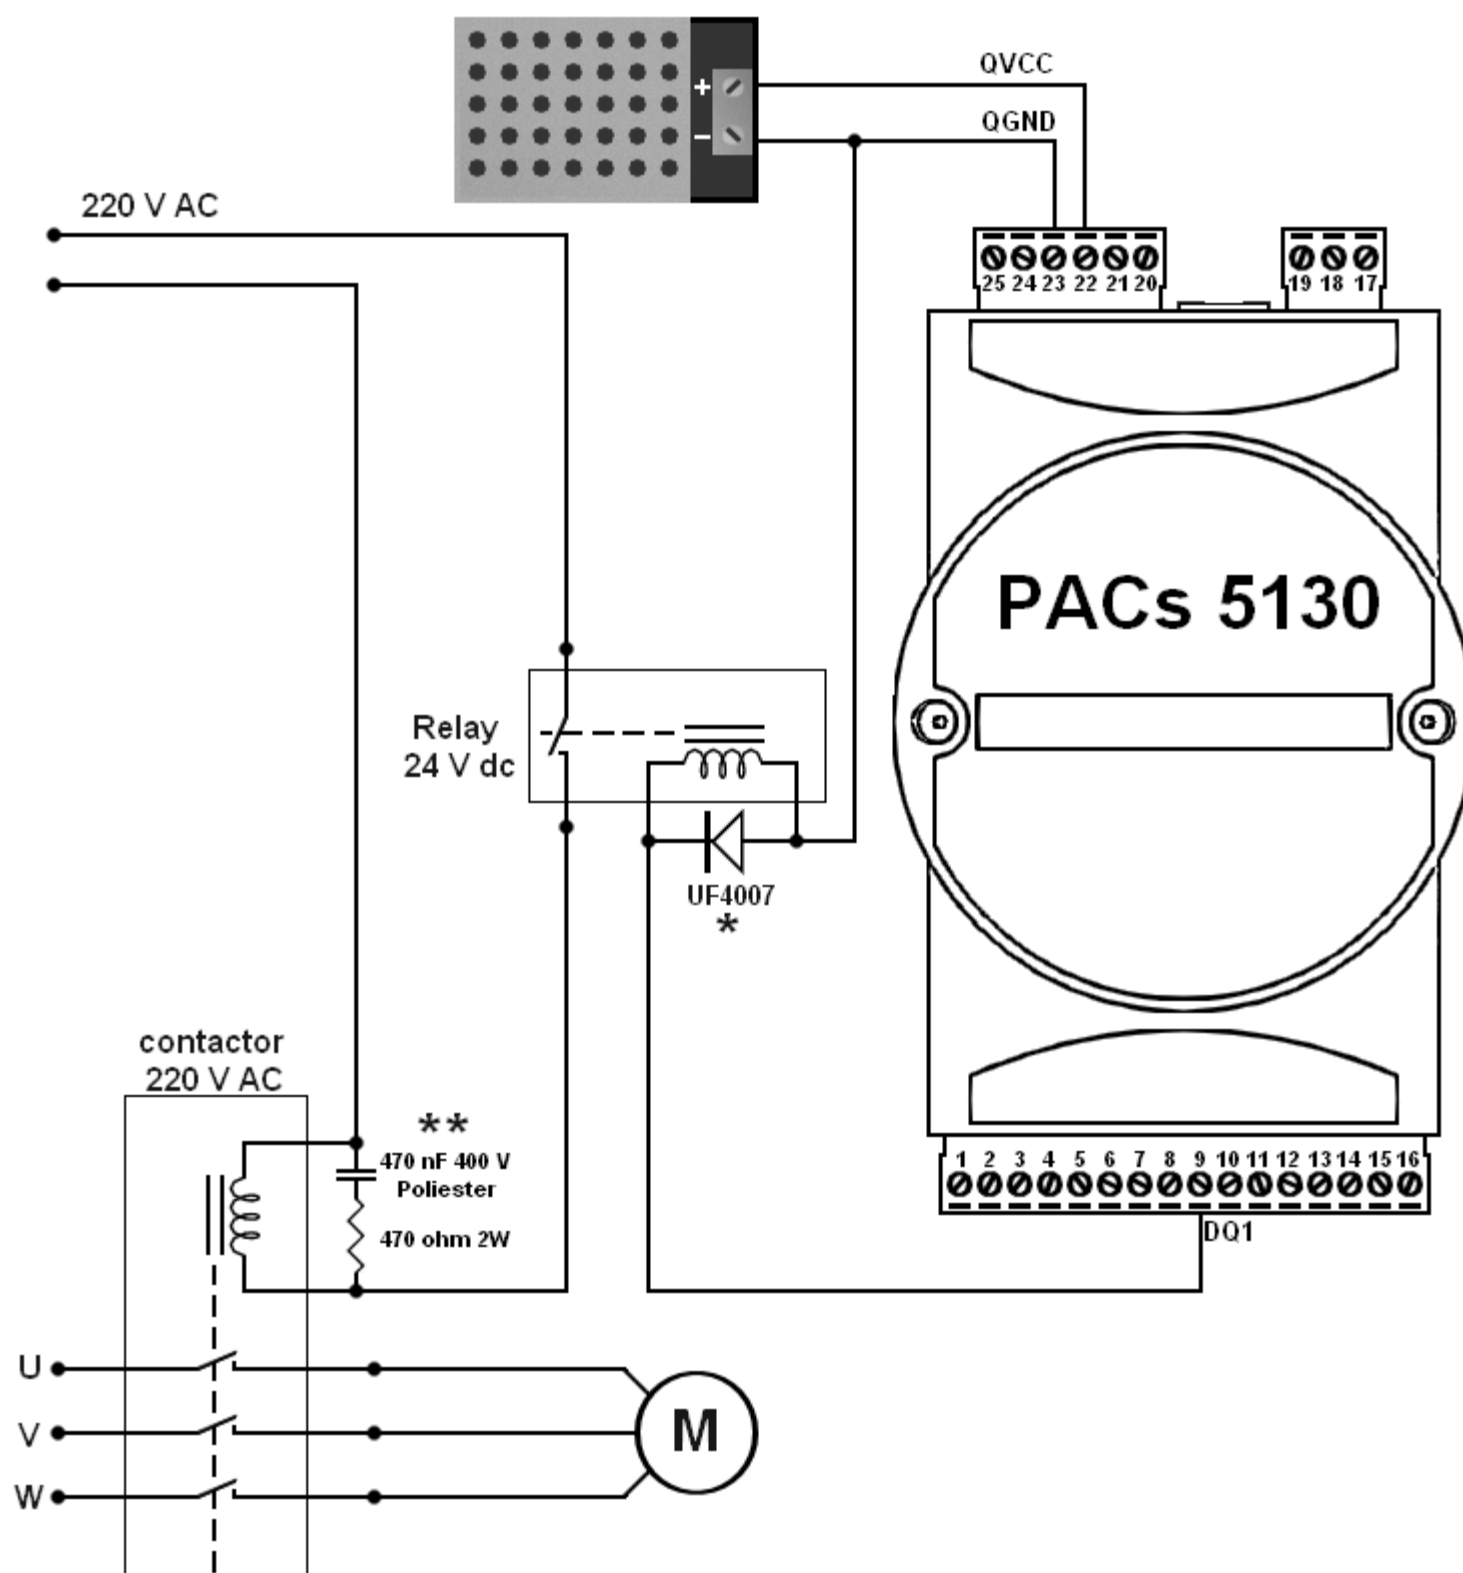 +
QVCC
–
QGND
220 V AC
25 24 23 22 21 20
19 18 17
PACs 5130
Relay
24 V dc
UF4007
*
contactor
220 V AC
**
470 nF 400 V
Poliester
470 ohm 2W
1 2 3 4 5 6 7 8 9 10 11 12 13 14 15 16
DQ1
U
V
W
M